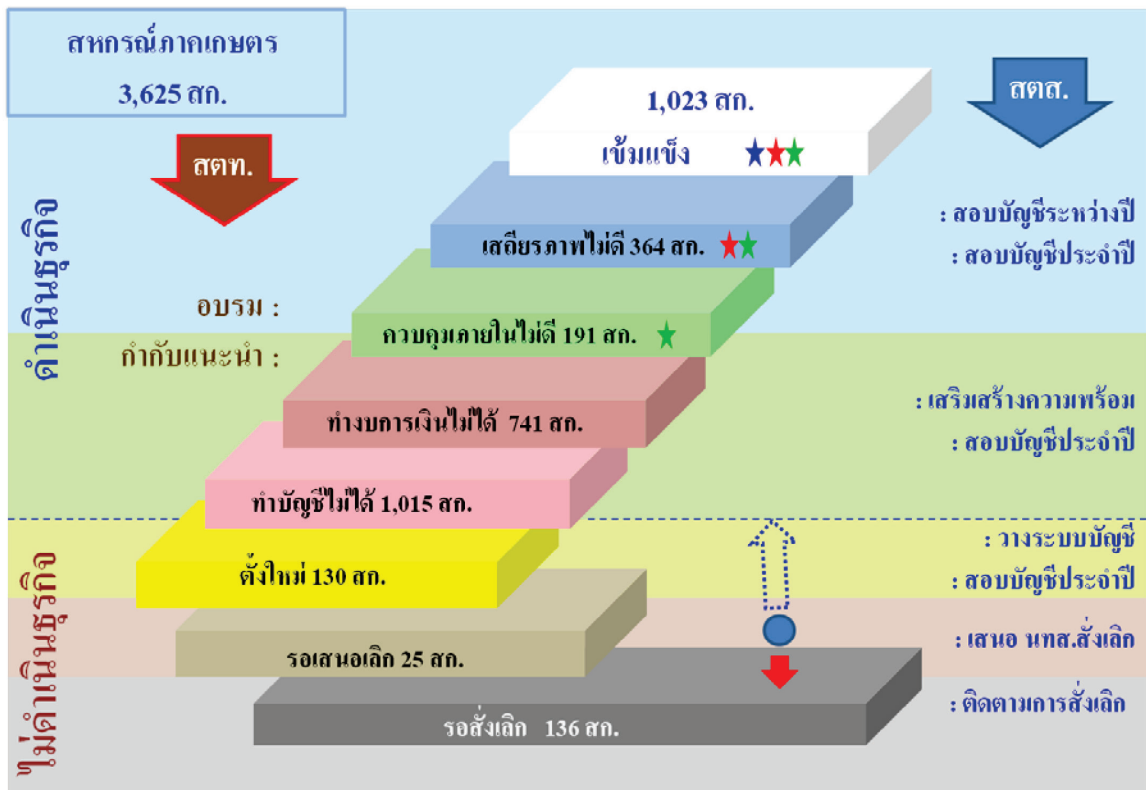 สหกรณ์ภาคเกษตร
3,625 สก.
สตท.
สตส.
1,023 สก.
เข้มแข็ง
เสถียรภาพไม่ดี 364 สก.
ควบคุมภายในไม่ดี 191 สก.
ทำงบการเงินไม่ได้ 741 สก.
ทำบัญชีไม่ได้ 1,015 สก.
ตั้งใหม่ 130 สก.
รอเสนอเลิก 25 สก.
รอสั่งเลิก 136 สก.
ดำเนินธุรกิจ
ไม่ดำเนินธุรกิจ
อบรม :
กำกับแนะนำ :
: สอบบัญชีระหว่างปี
: สอบบัญชีประจำปี
: เสริมสร้างความพร้อม
: สอบบัญชีประจำปี
: วางระบบบัญชี
: สอบบัญชีประจำปี
: เสนอ นทส.สั่งเลิก
: ติดตามการสั่งเลิก